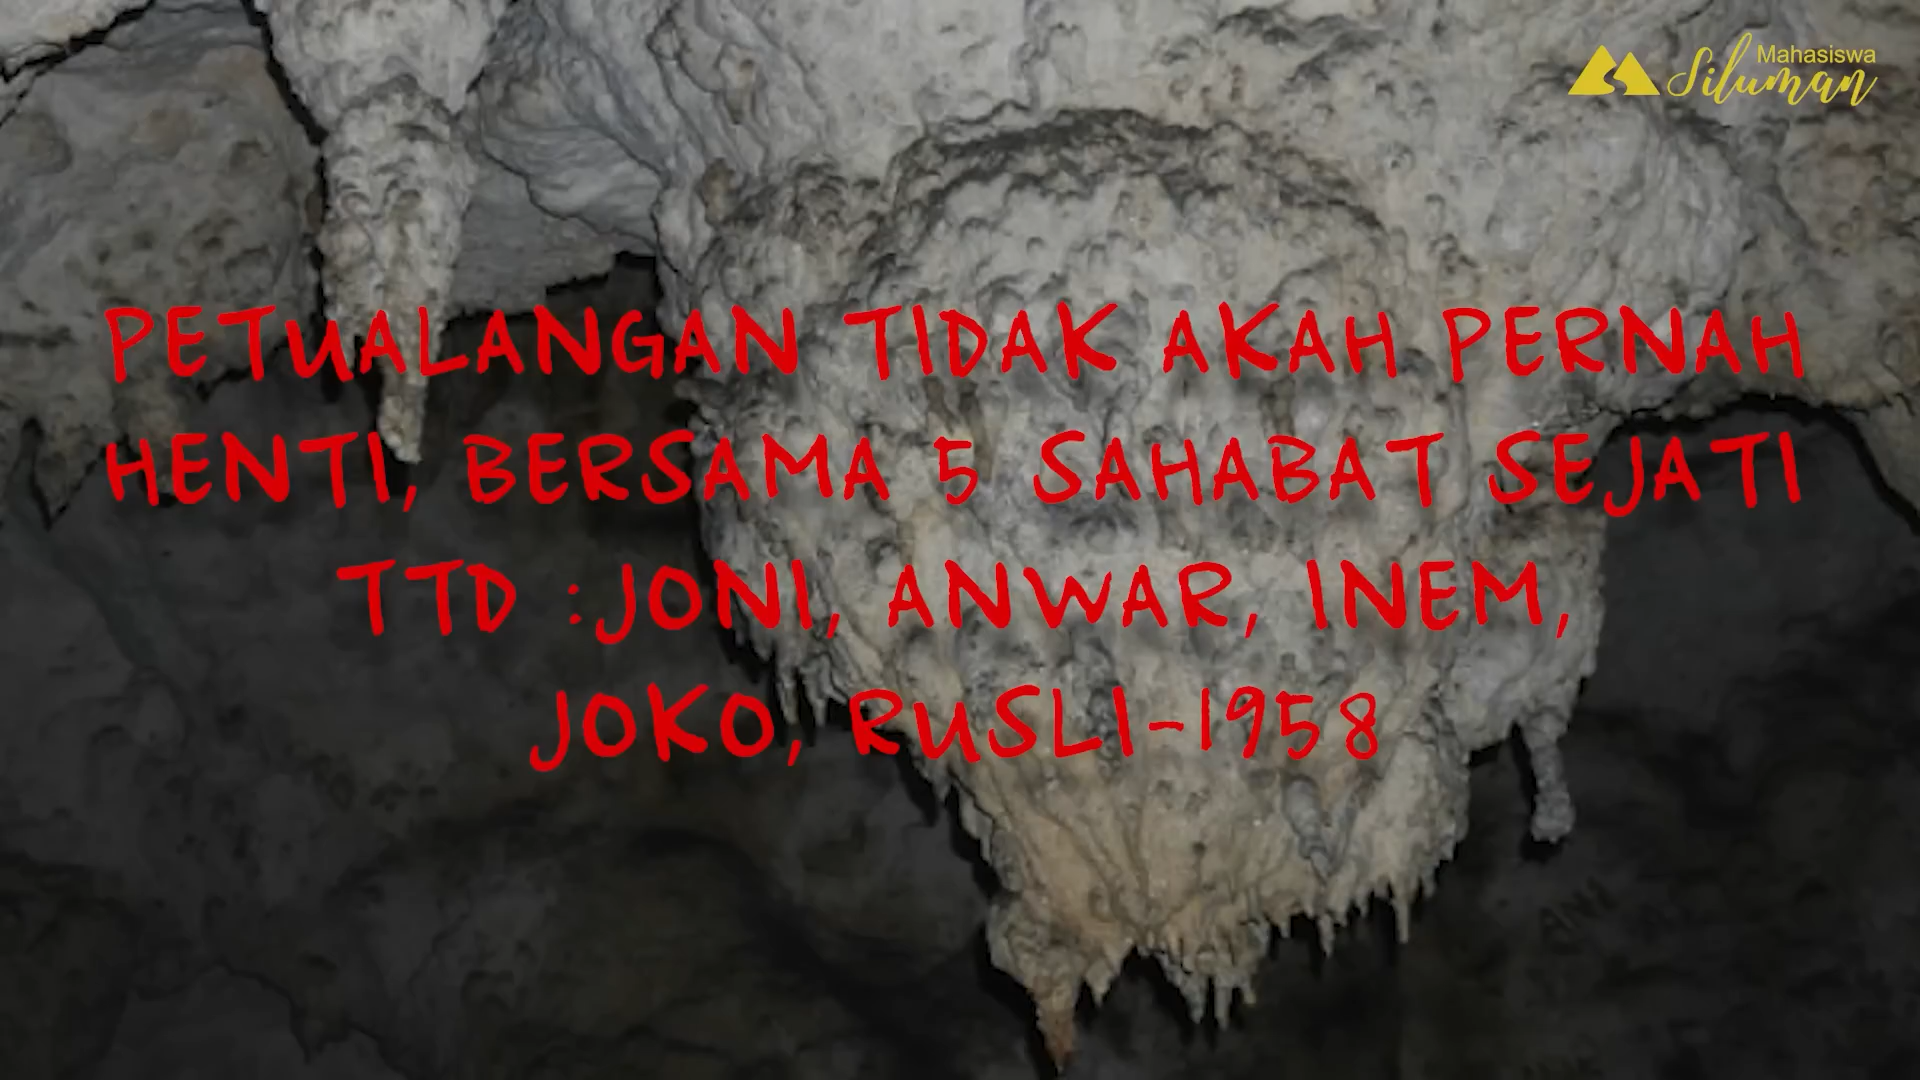 Mahasiswa
Siluman
PETUALANGAN TIDAK AKAH PERNAH
HENTI, BERSAMA 5 SAHABAT SEJATI
TTD :JONI, ANWAR, INEM,
JOKO, RUSLI-1958